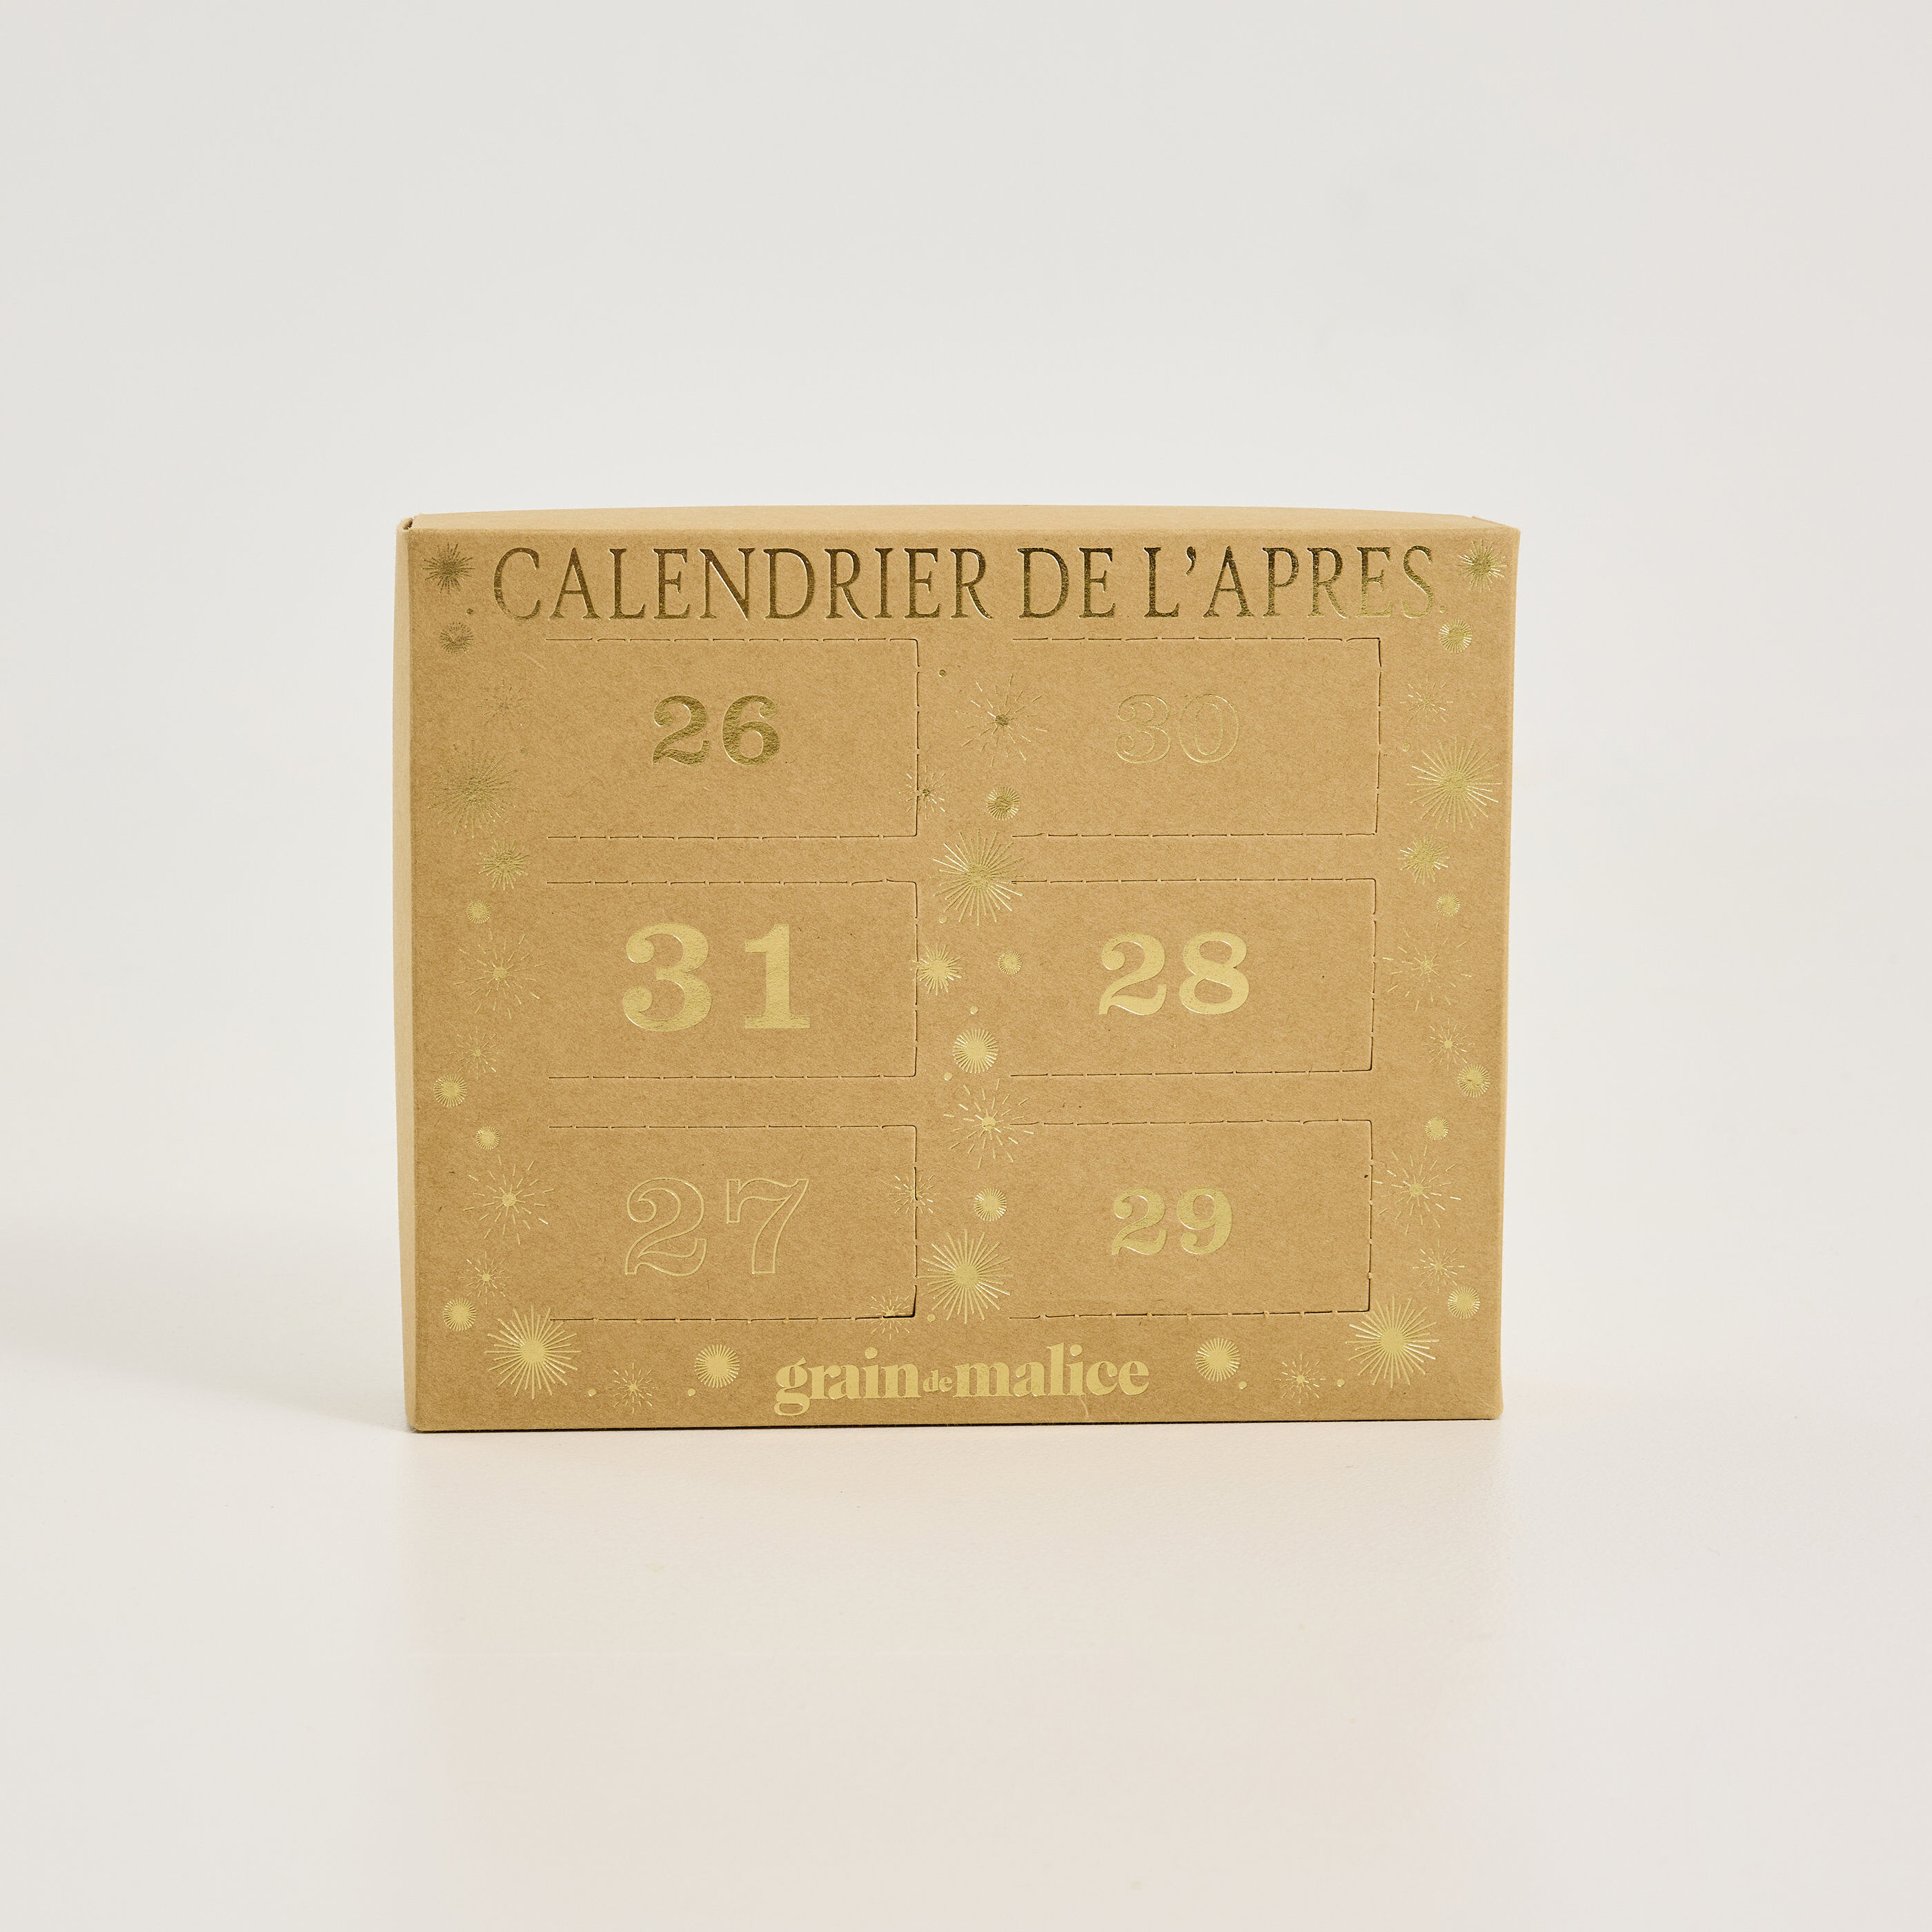 CALENDRIER DE L'APRES
26 30
31 28
27 29
grain de malice